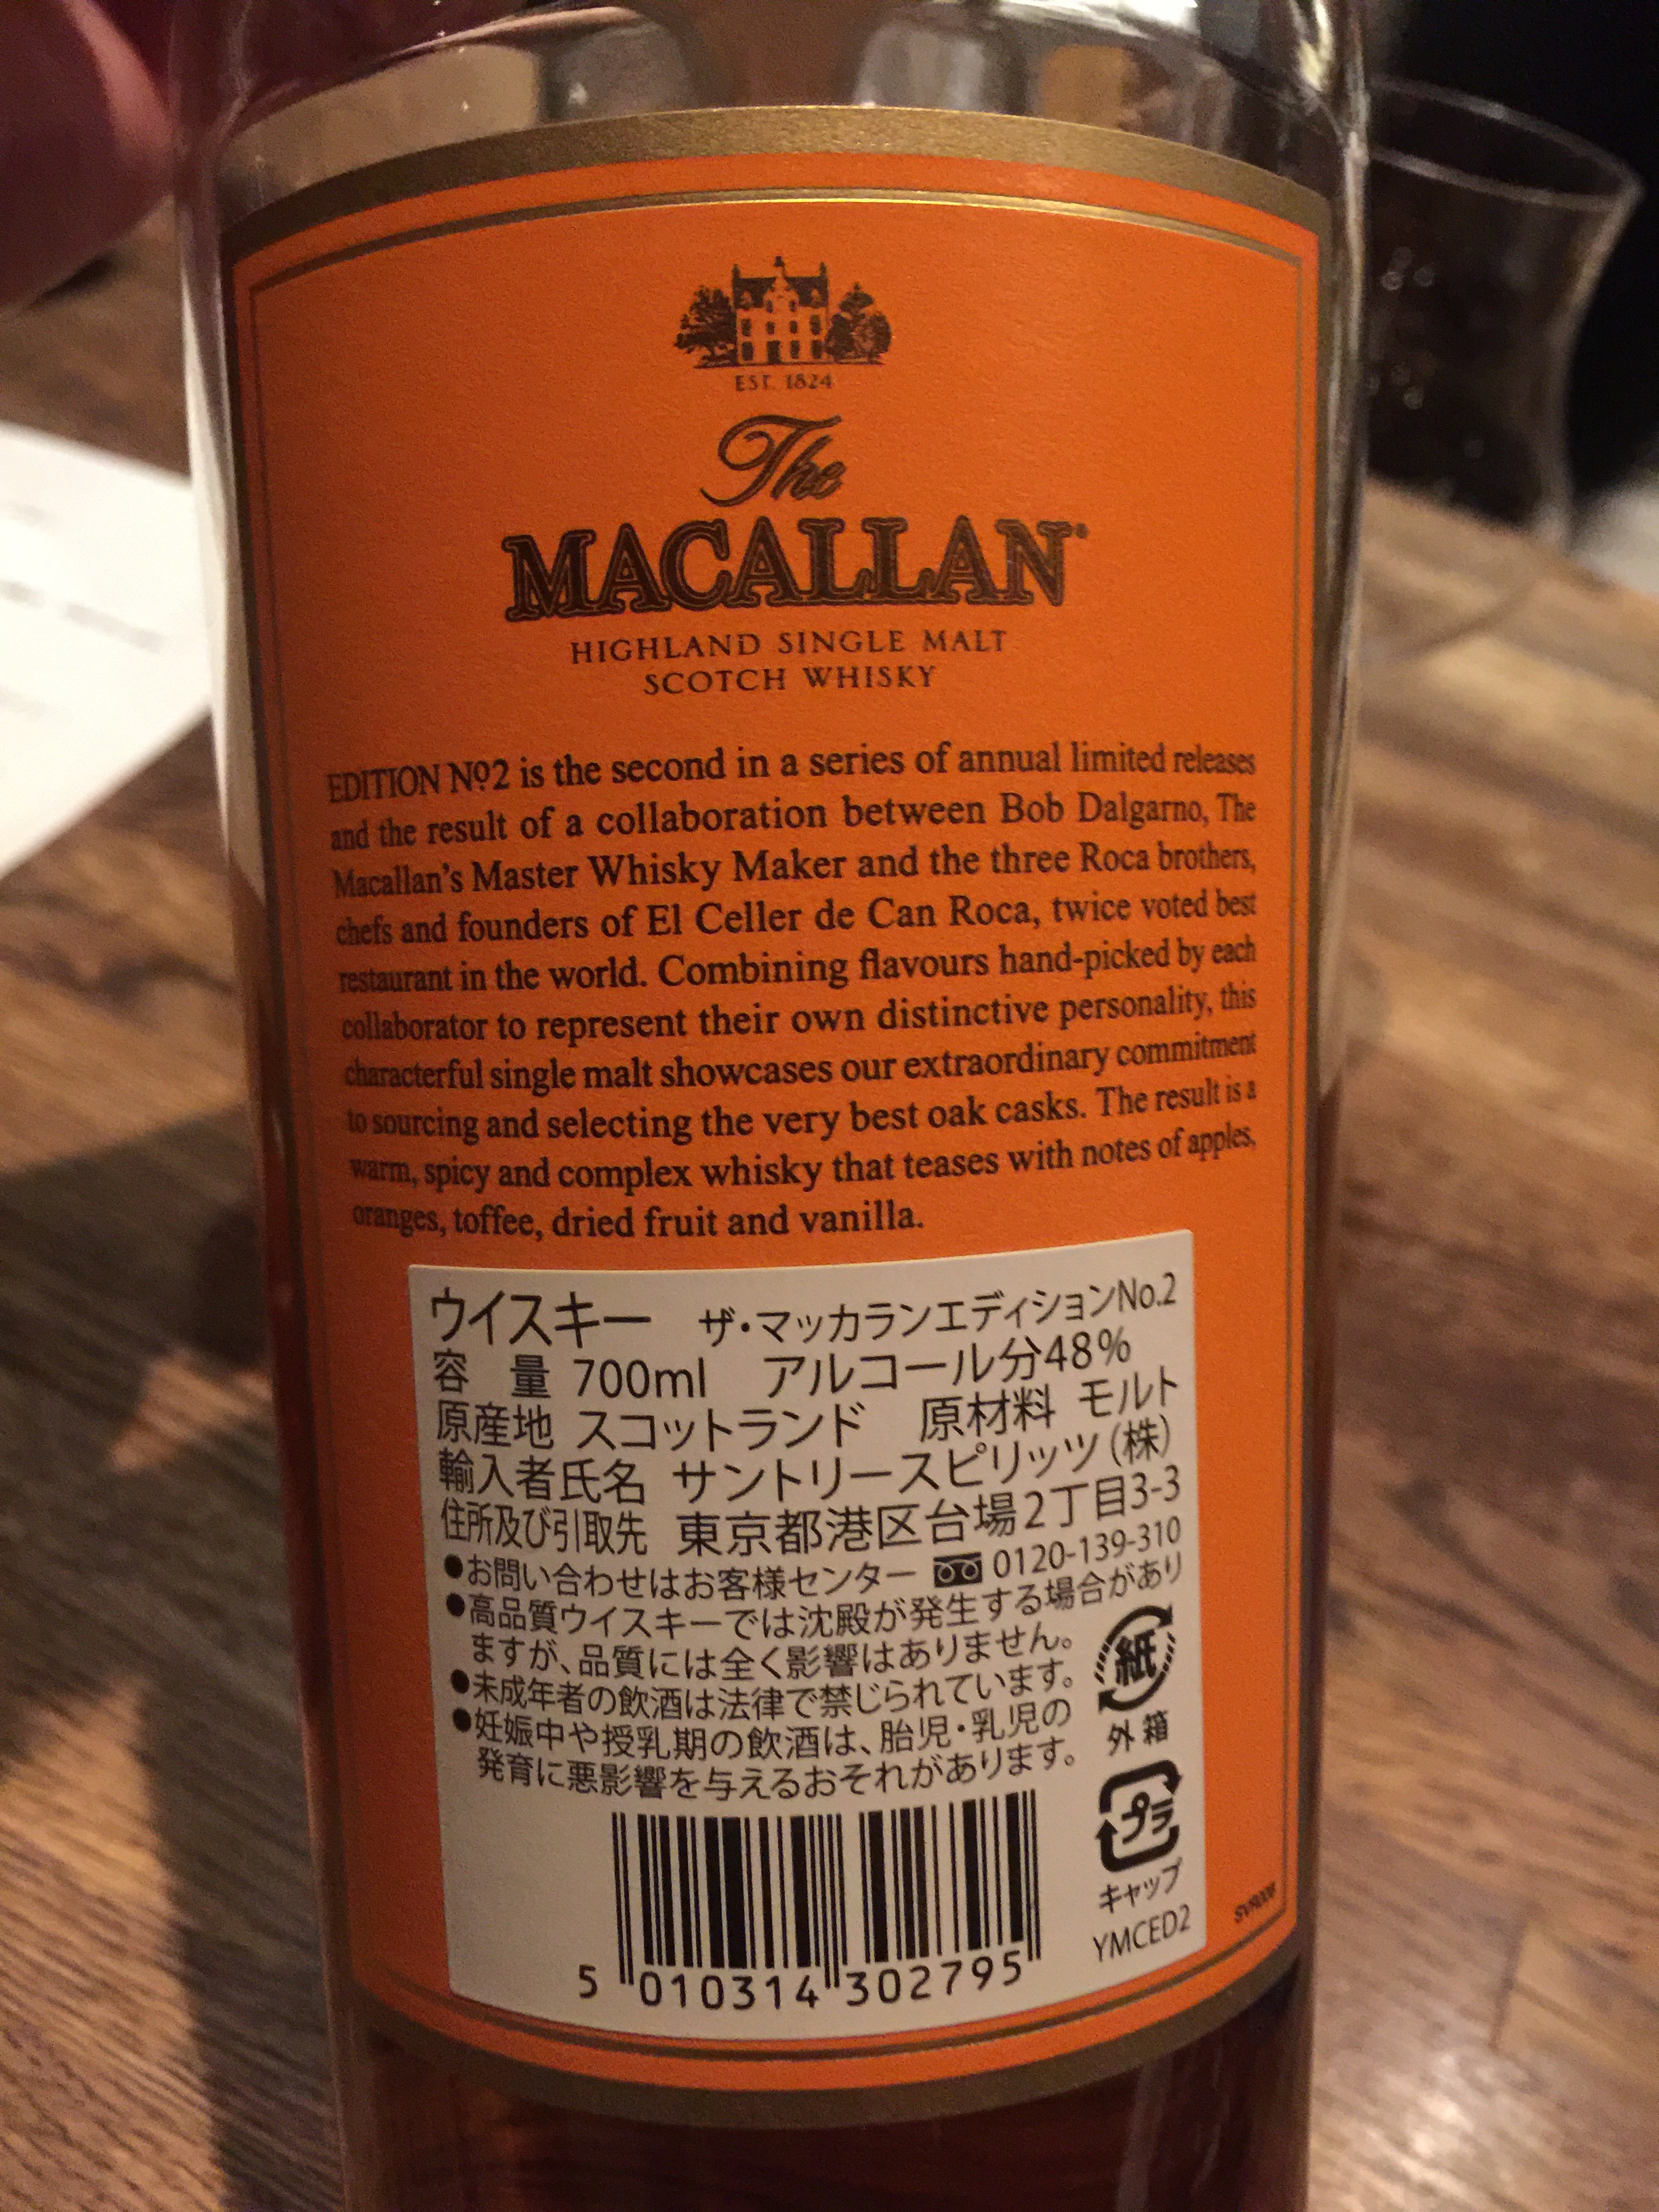 EST. 1824
The
MACALLAN
HIGHLAND SINGLE MALT
SCOTCH WHISKY
EDITION Nº2 is the second in a series of annual limited releases
and the result of a collaboration between Bob Dalgarno, The
Macallan's Master Whisky Maker and the three Roca brothers,
chefs and founders of El Celler de Can Roca, twice voted best
restaurant in the world. Combining flavours hand-picked by each
collaborator to represent their own distinctive personality, this
characterful single malt showcases our extraordinary commitment
to sourcing and selecting the very best oak casks. The result is a
warm, spicy and complex whisky that teases with notes of apples,
oranges, toffee, dried fruit and vanilla.
ウイスキー ザ・マッカランエディションNo.2
容 量 700ml アルコール分48%
原産地 スコットランド 原材料 モルト
輸入者氏名 サントリースピリッツ(株)
住所及び引取先 東京都港区台場2丁目3-3
●お問い合わせはお客様センター 0120-139-310
●高品質ウイスキーでは沈殿が発生する場合があり
ますが、品質には全く影響はありません。
●未成年者の飲酒は法律で禁じられています。
●妊娠中や授乳期の飲酒は、胎児・乳児の
発育に悪影響を与えるおそれがあります。
紙
外箱
プラ
キャップ
YMCED2
5 010314 302795